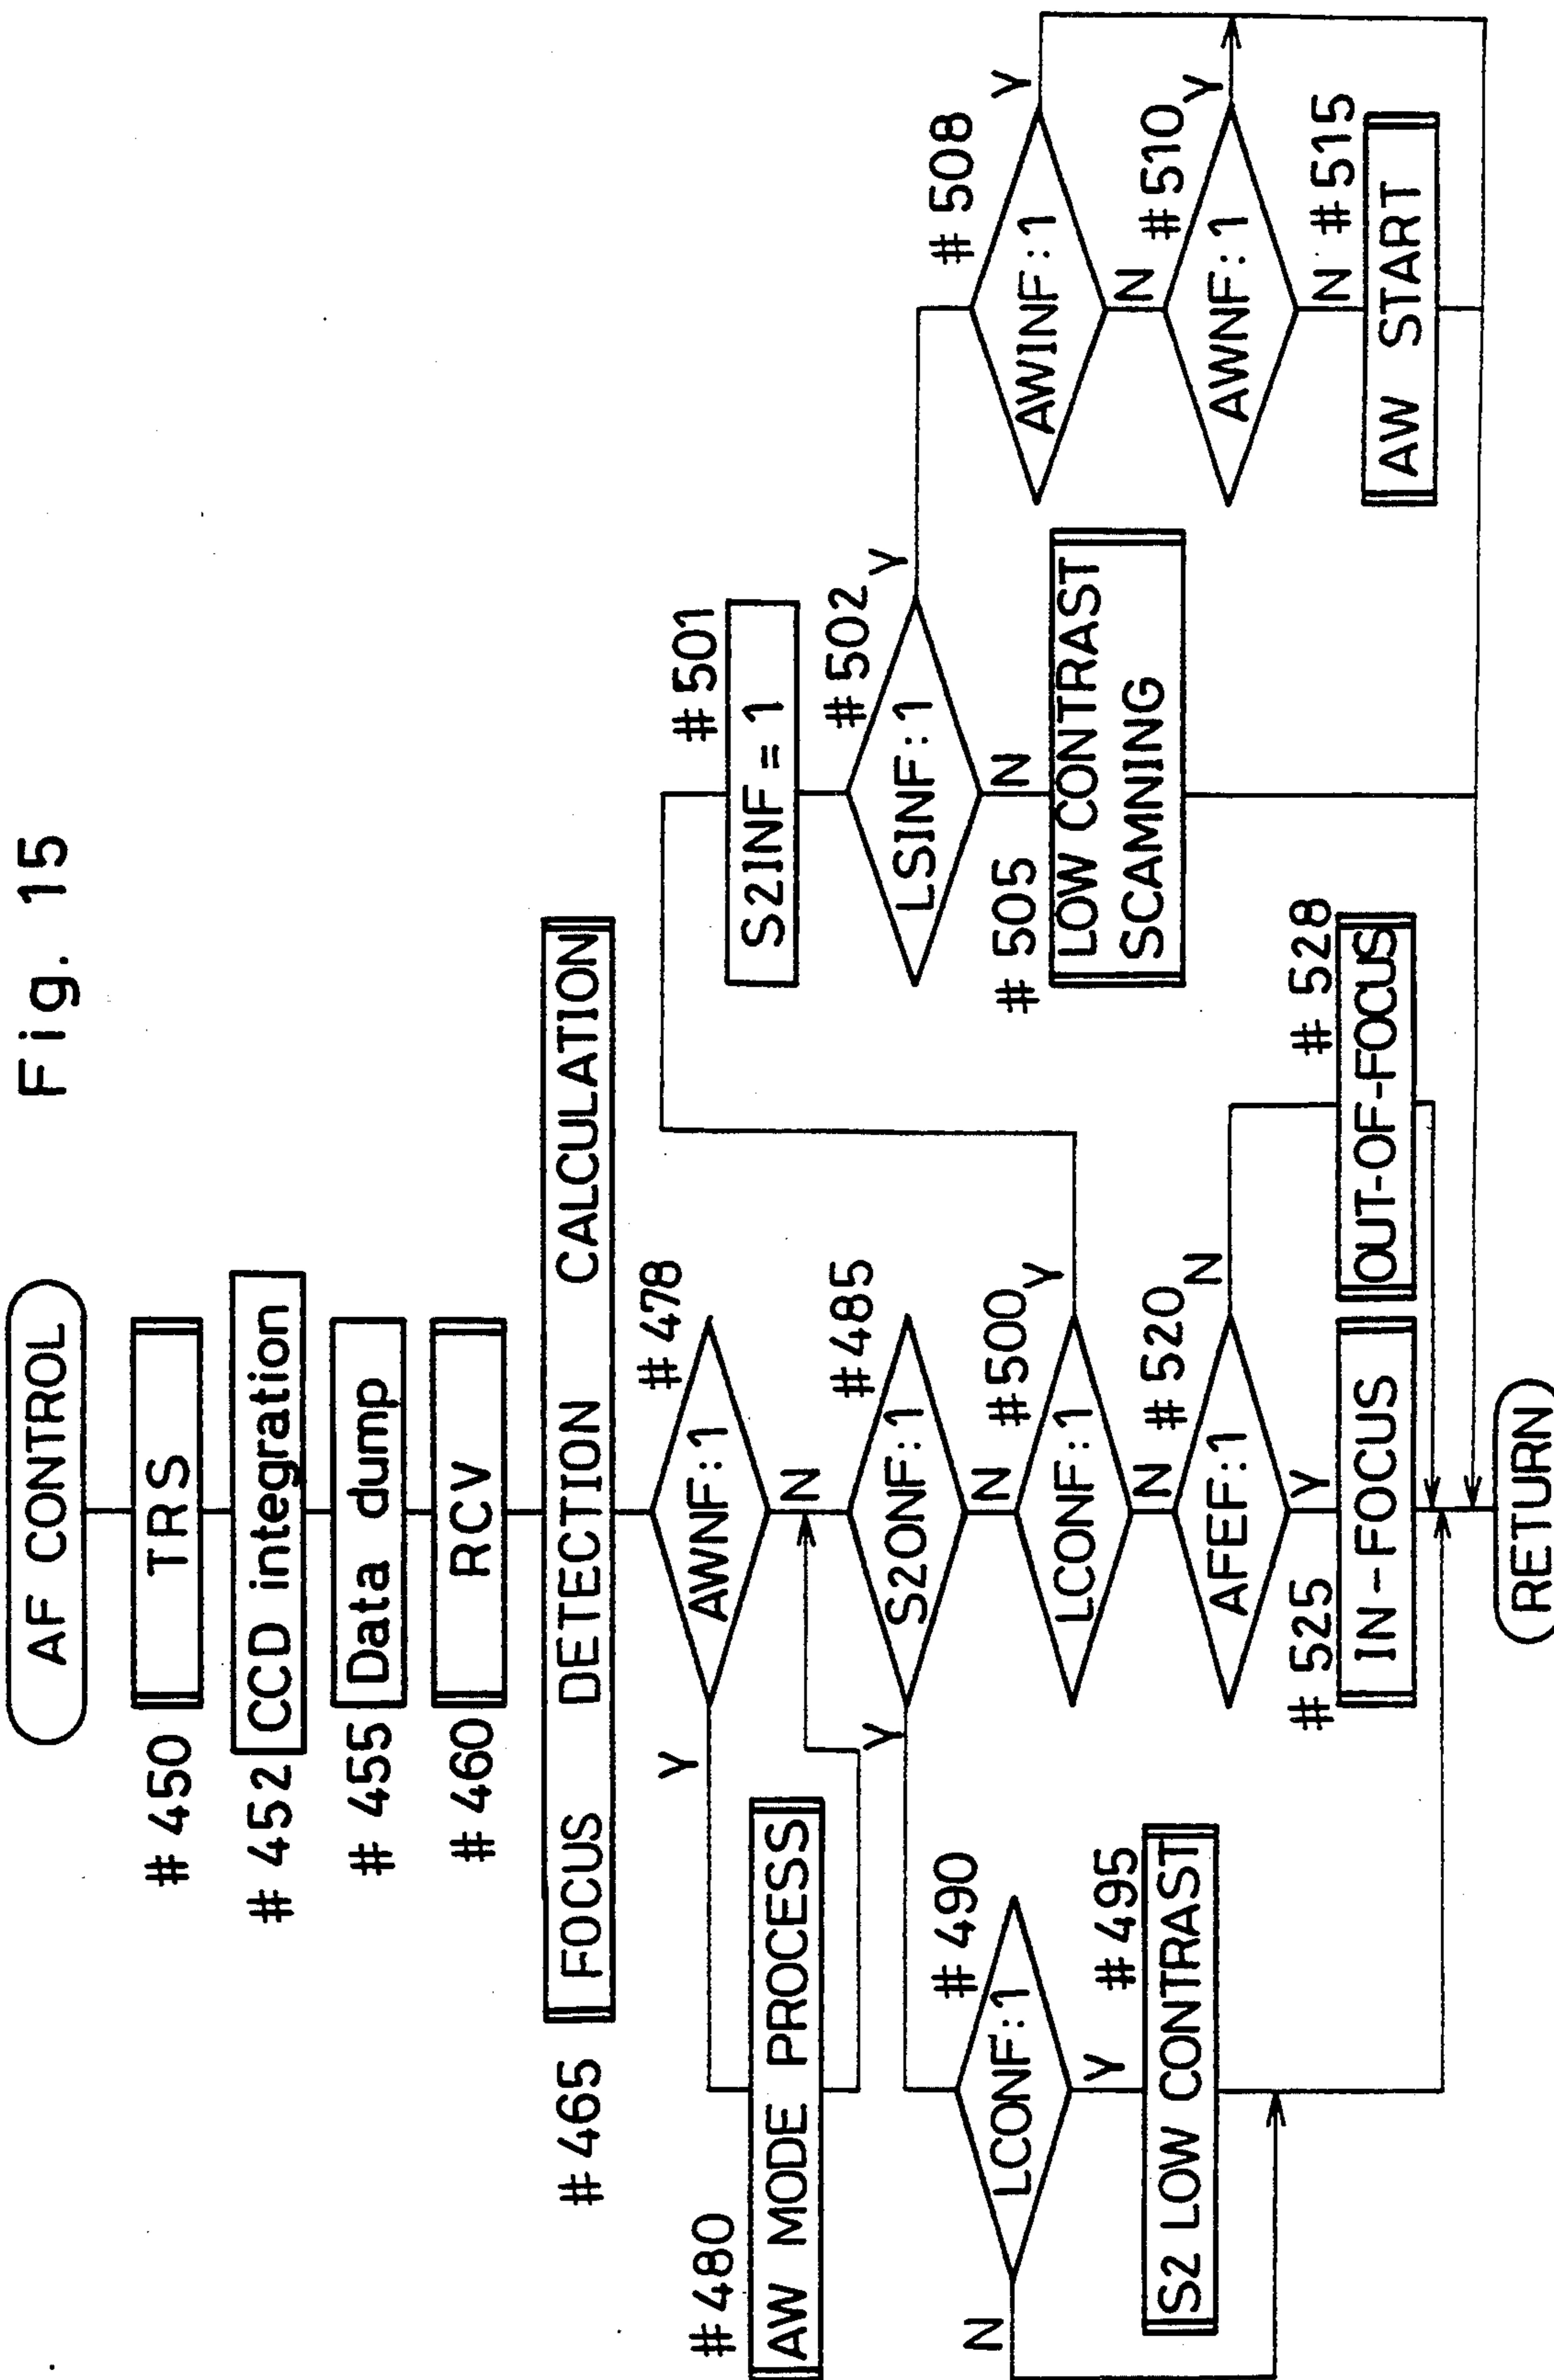 Fig. 15
AF CONTROL
# 450
TRS
# 452
CCD integration
# 455
Data dump
# 460
RCV
# 465
FOCUS DETECTION CALCULATION
AWNF:1
# 478
Y
N
# 480
AW MODE PROCESS
S2ONF:1
# 485
Y
N
# 490
LCONF:1
N
Y
# 495
S2 LOW CONTRAST
LCONF:1
# 500
Y
N
S2INF = 1
# 501
LSINF:1
# 502
Y
N
# 505
LOW CONTRAST
SCAMNING
AWINF:1
# 508
Y
N
AWNF:1
# 510
Y
N
# 515
AW START
AFEF:1
# 520
N
Y
# 525
IN-FOCUS
# 528
OUT-OF-FOCUS
RETURN